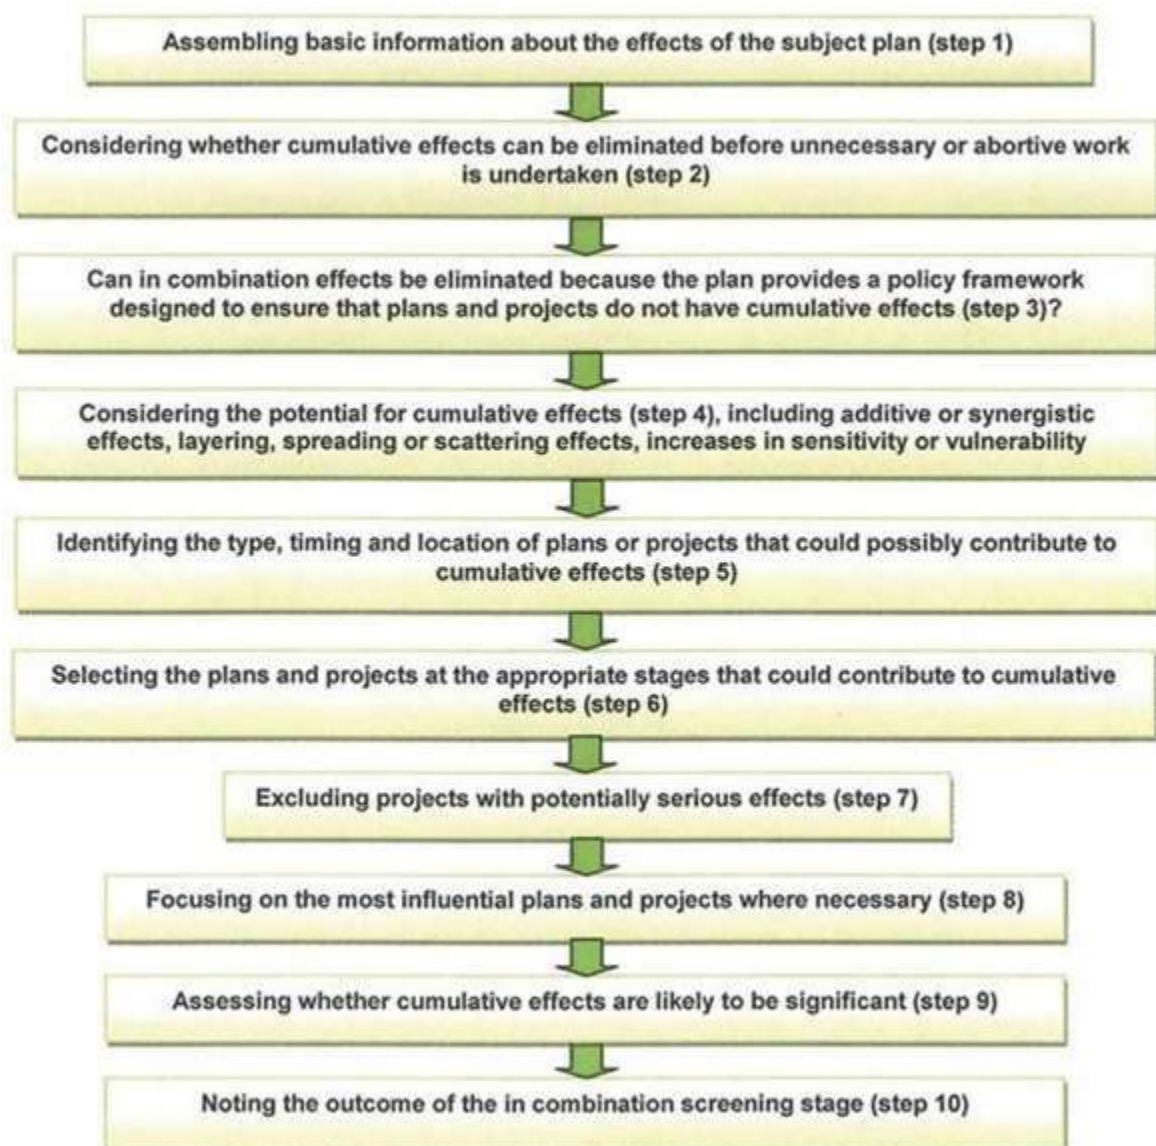 Assembling basic information about the effects of the subject plan (step 1)
Considering whether cumulative effects can be eliminated before unnecessary or abortive work
is undertaken (step 2)
Can in combination effects be eliminated because the plan provides a policy framework
designed to ensure that plans and projects do not have cumulative effects (step 3)?
Considering the potential for cumulative effects (step 4), including additive or synergistic
effects, layering, spreading or scattering effects, increases in sensitivity or vulnerability
Identifying the type, timing and location of plans or projects that could possibly contribute to
cumulative effects (step 5)
Selecting the plans and projects at the appropriate stages that could contribute to cumulative
effects (step 6)
Excluding projects with potentially serious effects (step 7)
Focusing on the most influential plans and projects where necessary (step 8)
Assessing whether cumulative effects are likely to be significant (step 9)
Noting the outcome of the in combination screening stage (step 10)